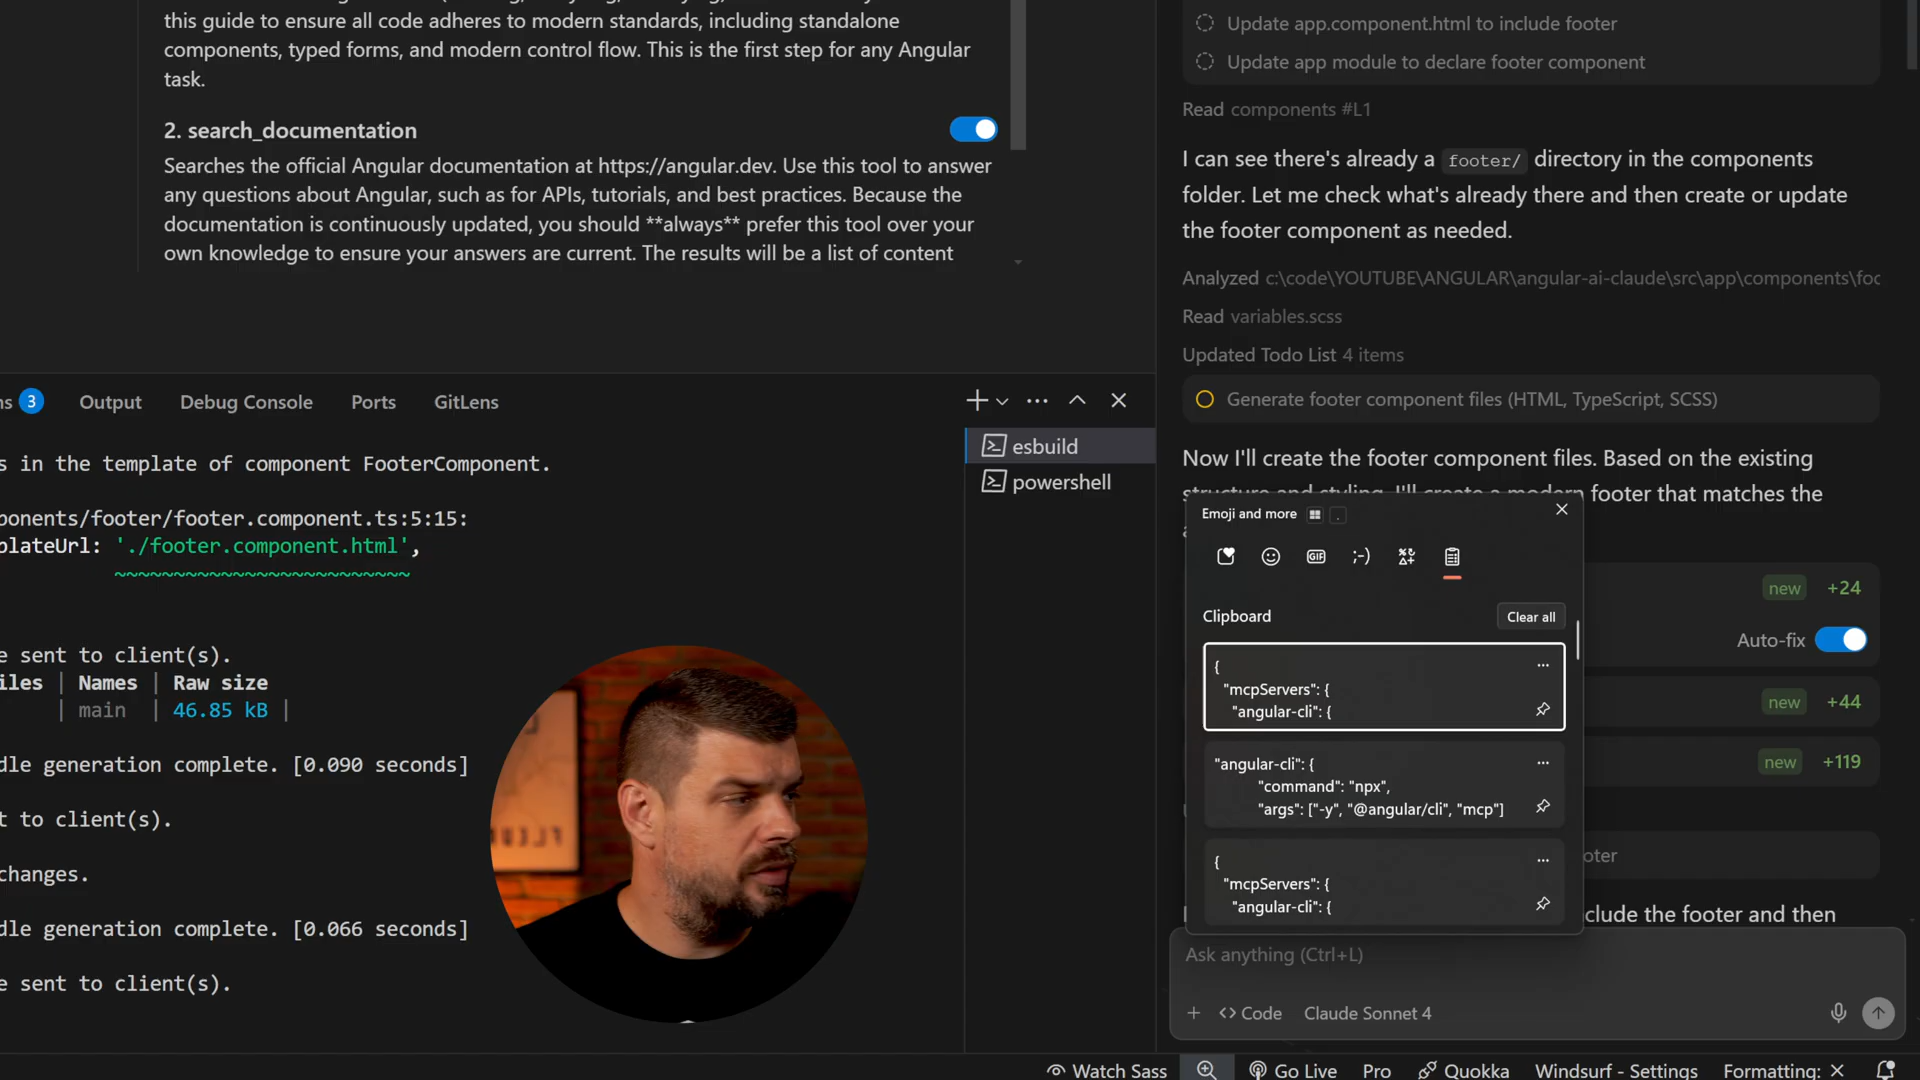 this guide to ensure all code adheres to modern standards, including standalone
components, typed forms, and modern control flow. This is the first step for any Angular
task.
2. search_documentation
Searches the official Angular documentation at https://angular.dev. Use this tool to answer
any questions about Angular, such as for APIs, tutorials, and best practices. Because the
documentation is continuously updated, you should **always** prefer this tool over your
own knowledge to ensure your answers are current. The results will be a list of content
ns 3 Output Debug Console Ports GitLens
s in the template of component FooterComponent.
ponents/footer/footer.component.ts:5:15:
plateUrl: './footer.component.html',
~~~~~~~~~~~~~~~~~~~~~~~~
e sent to client(s).
iles | Names | Raw size
| main | 46.85 kB |
dle generation complete. [0.090 seconds]
t to client(s).
changes.
dle generation complete. [0.066 seconds]
e sent to client(s).
esbuild
powershell
Update app.component.html to include footer
Update app module to declare footer component
Read components #L1
I can see there's already a footer/ directory in the components
folder. Let me check what's already there and then create or update
the footer component as needed.
Analyzed c:\code\YOUTUBE\ANGULAR\angular-ai-claude\src\app\components\foo
Read variables.scss
Updated Todo List 4 items
Generate footer component files (HTML, TypeScript, SCSS)
Now I'll create the footer component files. Based on the existing
structure and styling, I'll create a modern footer that matches the
Emoji and more .
GIF ;-)
Clipboard Clear all
{
"mcpServers": {
"angular-cli": {
"angular-cli": {
"command": "npx",
"args": ["-y", "@angular/cli", "mcp"]
{
"mcpServers": {
"angular-cli": {
new +24
Auto-fix
new +44
new +119
oter
clude the footer and then
Ask anything (Ctrl+L)
+ <> Code Claude Sonnet 4
Watch Sass Go Live Pro Quokka Windsurf - Settings Formatting: ×